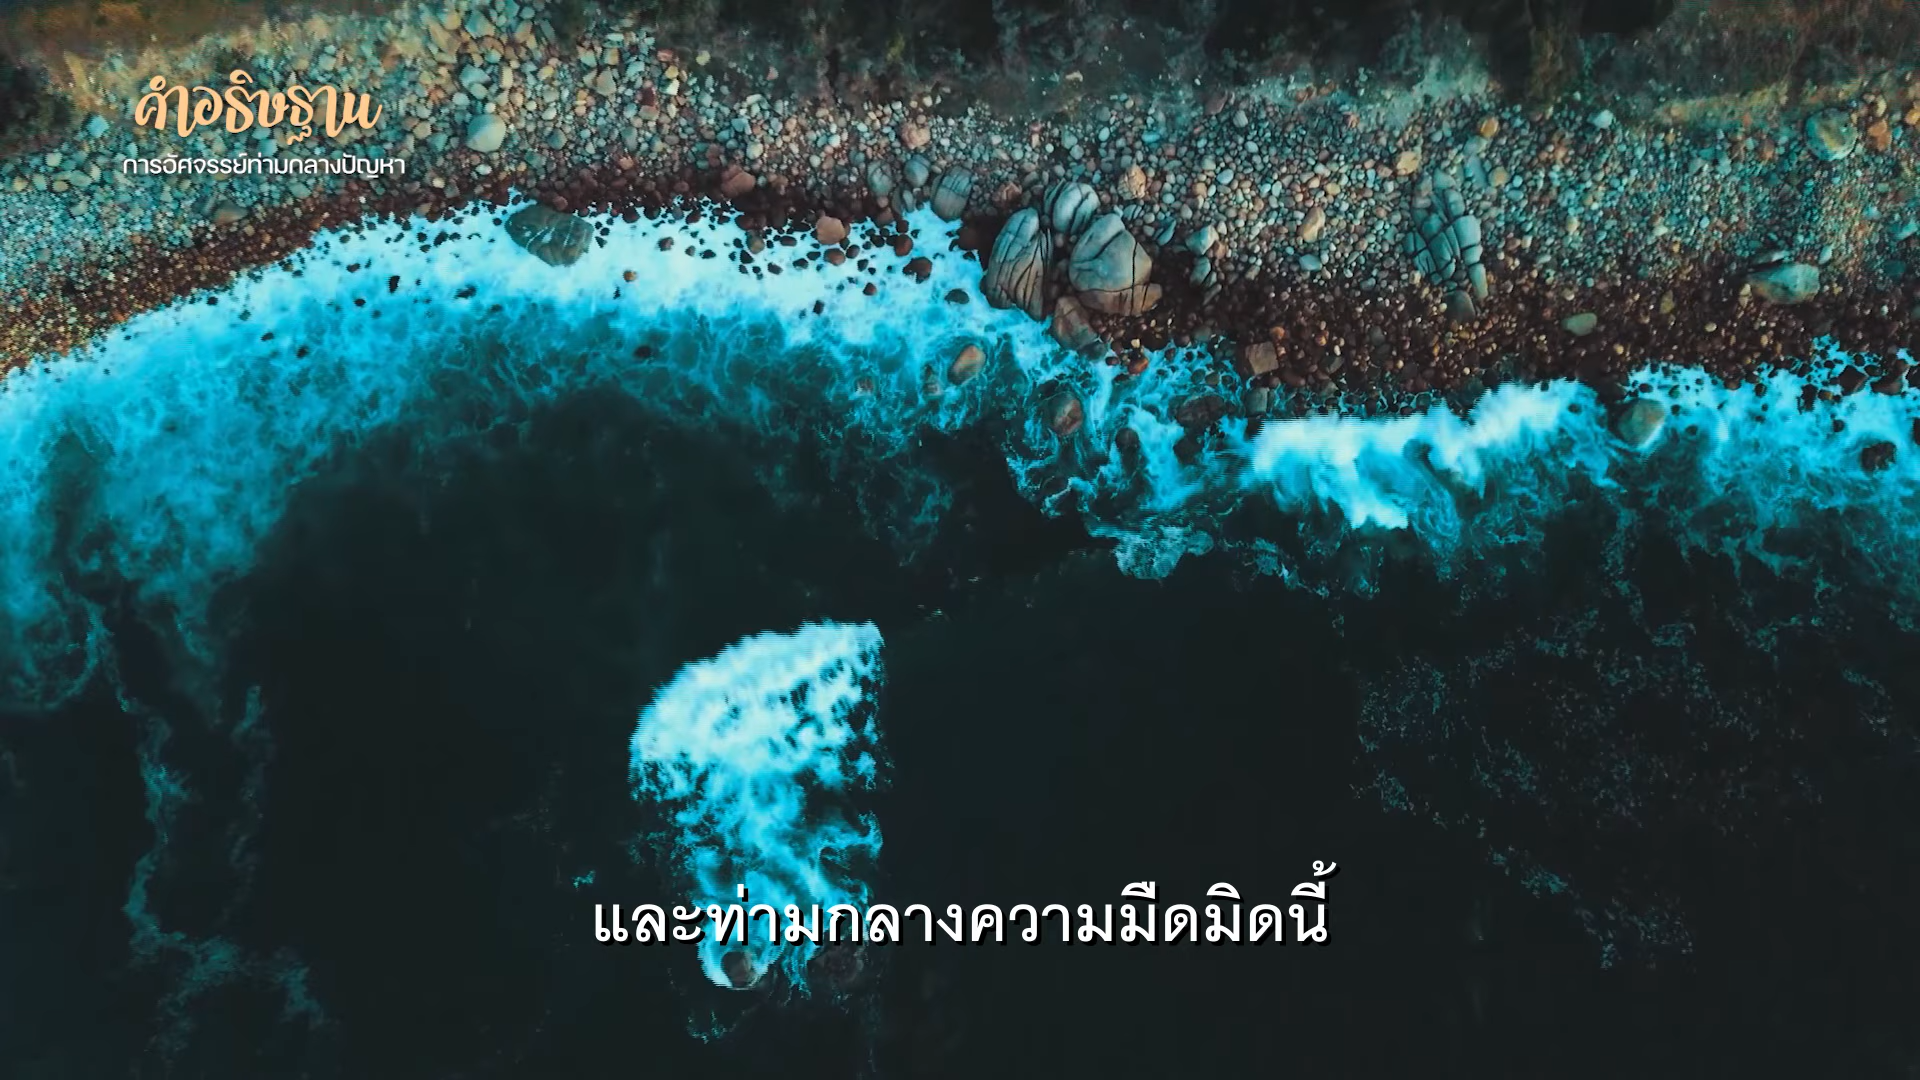 คำอธิษฐาน
การอัศจรรย์ท่ามกลางปัญหา
และท่ามกลางความมืดมิดนี้